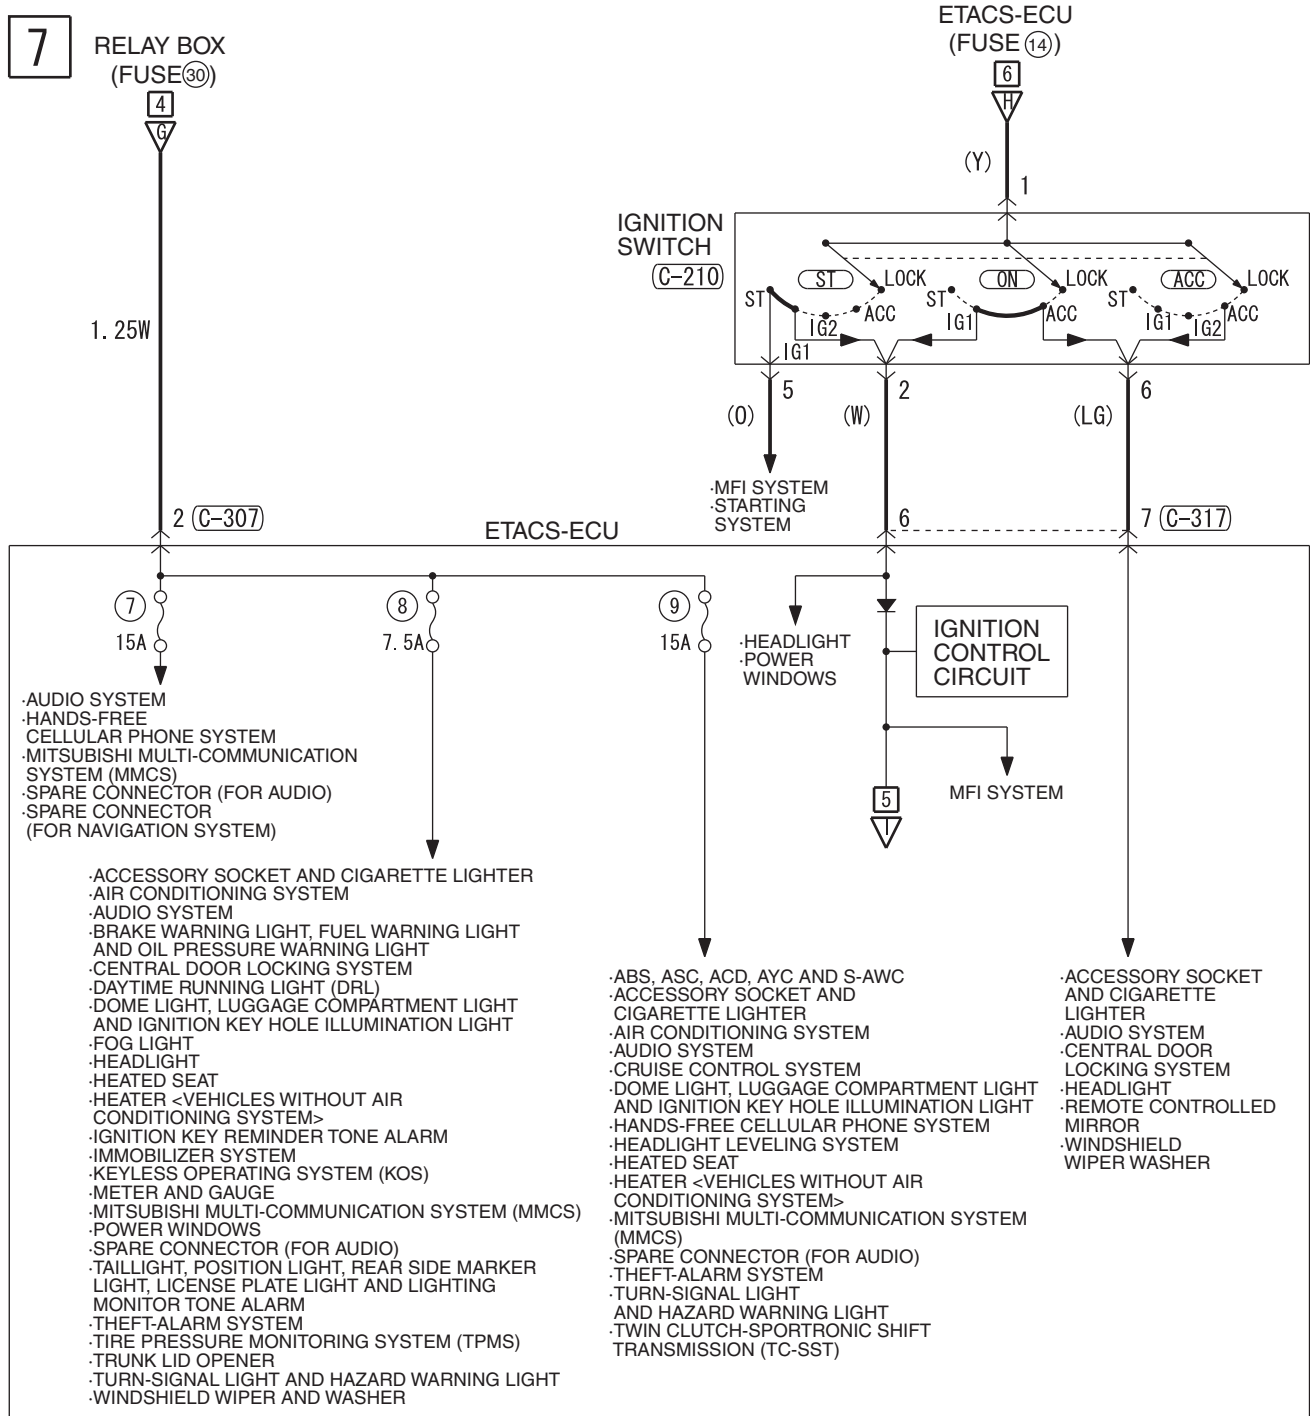 7
RELAY BOX
(FUSE㉚)
4
G
1.25W
2 (C-307)
ETACS-ECU
(FUSE⑭)
6
H
(Y)
1
IGNITION
SWITCH
(C-210)
ST
LOCK
ST
IG2
ACC
IG1
ON
LOCK
ST
IG1
ACC
ACC
LOCK
ST
IG1
IG2
ACC
5
2
6
(O)
(W)
(LG)
·MFI SYSTEM
·STARTING
SYSTEM
6
7 (C-317)
ETACS-ECU
7
15A
8
7.5A
9
15A
·HEADLIGHT
·POWER
WINDOWS
IGNITION
CONTROL
CIRCUIT
5
I
MFI SYSTEM
·AUDIO SYSTEM
·HANDS-FREE
CELLULAR PHONE SYSTEM
·MITSUBISHI MULTI-COMMUNICATION
SYSTEM (MMCS)
·SPARE CONNECTOR (FOR AUDIO)
·SPARE CONNECTOR
(FOR NAVIGATION SYSTEM)
·ACCESSORY SOCKET AND CIGARETTE LIGHTER
·AIR CONDITIONING SYSTEM
·AUDIO SYSTEM
·BRAKE WARNING LIGHT, FUEL WARNING LIGHT
AND OIL PRESSURE WARNING LIGHT
·CENTRAL DOOR LOCKING SYSTEM
·DAYTIME RUNNING LIGHT (DRL)
·DOME LIGHT, LUGGAGE COMPARTMENT LIGHT
AND IGNITION KEY HOLE ILLUMINATION LIGHT
·FOG LIGHT
·HEADLIGHT
·HEATED SEAT
·HEATER <VEHICLES WITHOUT AIR
CONDITIONING SYSTEM>
·IGNITION KEY REMINDER TONE ALARM
·IMMOBILIZER SYSTEM
·KEYLESS OPERATING SYSTEM (KOS)
·METER AND GAUGE
·MITSUBISHI MULTI-COMMUNICATION SYSTEM (MMCS)
·POWER WINDOWS
·SPARE CONNECTOR (FOR AUDIO)
·TAILLIGHT, POSITION LIGHT, REAR SIDE MARKER
LIGHT, LICENSE PLATE LIGHT AND LIGHTING
MONITOR TONE ALARM
·THEFT-ALARM SYSTEM
·TIRE PRESSURE MONITORING SYSTEM (TPMS)
·TRUNK LID OPENER
·TURN-SIGNAL LIGHT AND HAZARD WARNING LIGHT
·WINDSHIELD WIPER AND WASHER
·ABS, ASC, ACD, AYC AND S-AWC
·ACCESSORY SOCKET AND
CIGARETTE LIGHTER
·AIR CONDITIONING SYSTEM
·AUDIO SYSTEM
·CRUISE CONTROL SYSTEM
·DOME LIGHT, LUGGAGE COMPARTMENT LIGHT
AND IGNITION KEY HOLE ILLUMINATION LIGHT
·HANDS-FREE CELLULAR PHONE SYSTEM
·HEADLIGHT LEVELING SYSTEM
·HEATED SEAT
·HEATER <VEHICLES WITHOUT AIR
CONDITIONING SYSTEM>
·MITSUBISHI MULTI-COMMUNICATION SYSTEM
(MMCS)
·SPARE CONNECTOR (FOR AUDIO)
·THEFT-ALARM SYSTEM
·TURN-SIGNAL LIGHT
AND HAZARD WARNING LIGHT
·TWIN CLUTCH-SPORTRONIC SHIFT
TRANSMISSION (TC-SST)
·ACCESSORY SOCKET
AND CIGARETTE
LIGHTER
·AUDIO SYSTEM
·CENTRAL DOOR
LOCKING SYSTEM
·HEADLIGHT
·REMOTE CONTROLLED
MIRROR
·WINDSHIELD
WIPER WASHER